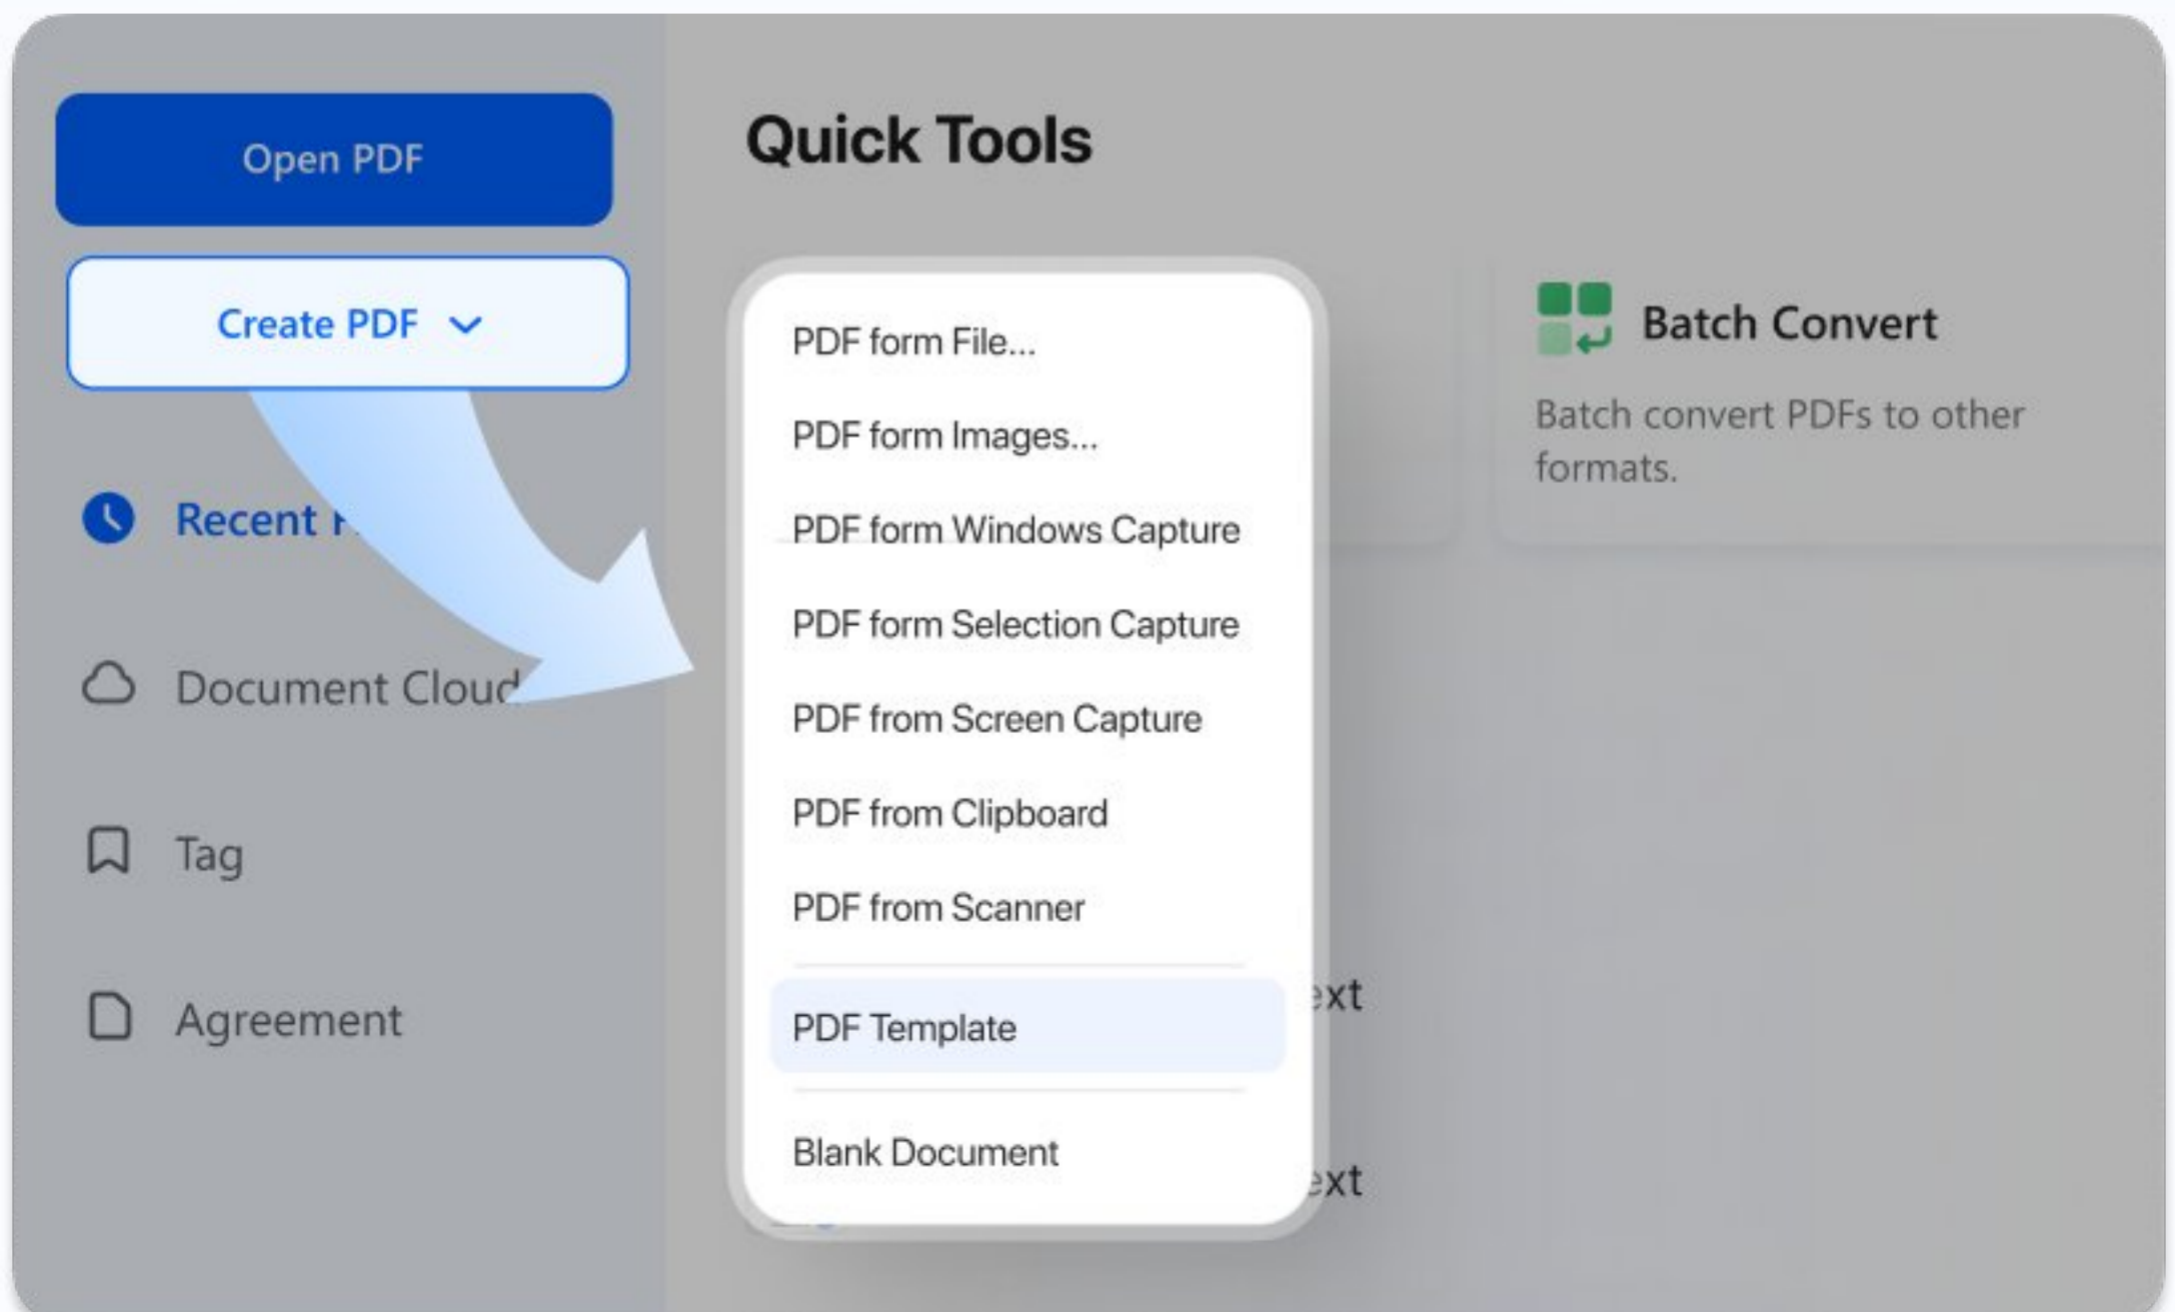 Open PDF
Create PDF
Recent
Document Cloud
Tag
Agreement
Quick Tools
PDF form File...
PDF form Images...
PDF form Windows Capture
PDF form Selection Capture
PDF from Screen Capture
PDF from Clipboard
PDF from Scanner
PDF Template
Blank Document
Batch Convert
Batch convert PDFs to other
formats.